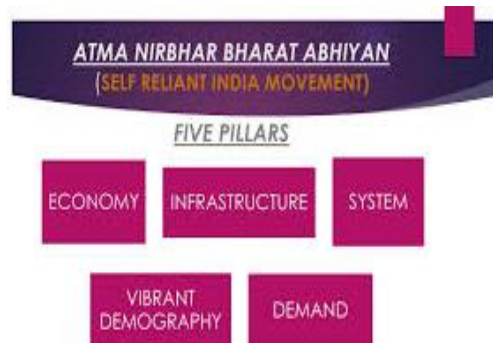 ATMA NIRBHAR BHARAT ABHIYAN
(SELF RELIANT INDIA MOVEMENT)
FIVE PILLARS
ECONOMY
INFRASTRUCTURE
SYSTEM
VIBRANT
DEMOGRAPHY
DEMAND